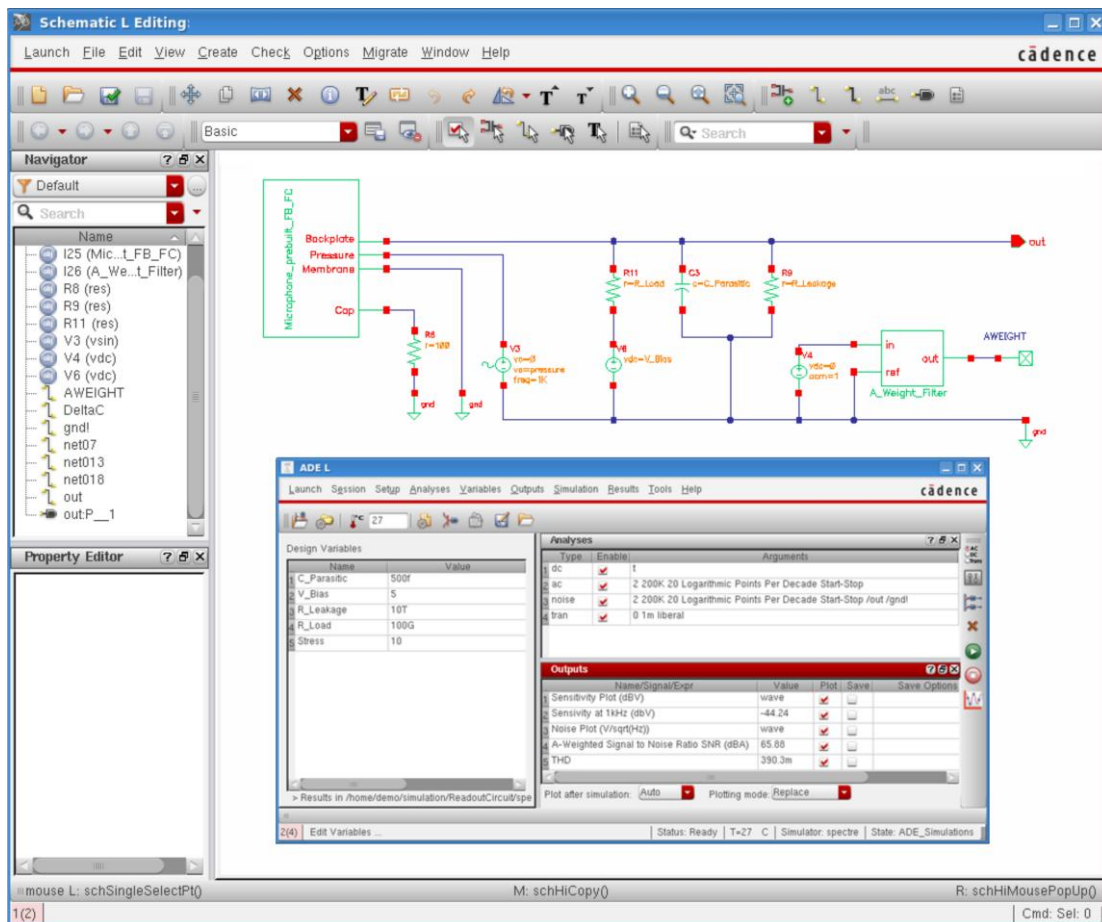 Schematic L Editing:
Launch File Edit View Create Check Options Migrate Window Help
cādence
Basic
Search
Navigator
Default
Search
Name
I25 (Mic...t_FB_FC)
I26 (A_We...t_Filter)
R8 (res)
R9 (res)
R11 (res)
V3 (vsin)
V4 (vdc)
V6 (vdc)
AWEIGHT
DeltaC
gnd!
net07
net013
net018
out
out:P__1
Property Editor
Microphone_prebuilt_FB_FC
Backplate
Pressure
Membrane
Cap
r=100
gnd
gnd
V3
vo=0
va=pressure
freq=1K
R11
r=R_Load
C3
c=C_Parasitic
R9
r=R_Leakage
V6
vdc=V_Bias
out
V4
vdc=0
acm=1
in
out
ref
A_Weight_Filter
AWEIGHT
gnd
ADE L
Launch Session Setup Analyses Variables Outputs Simulation Results Tools Help
cādence
27
Design Variables
Name Value
1 C_Parasitic 500f
2 V_Bias 5
3 R_Leakage 10T
4 R_Load 100G
5 Stress 10
> Results in /home/demo/simulation/ReadoutCircuit/spe
Analyses
Type Enable Arguments
1 dc t
2 ac 2 200K 20 Logarithmic Points Per Decade Start-Stop
3 noise 2 200K 20 Logarithmic Points Per Decade Start-Stop /out /gnd!
4 tran 0 1m liberal
AC
DC
Trans
Outputs
Name/Signal/Expr Value Plot Save Save Options
1 Sensitivity Plot (dBV) wave
2 Sensivity at 1kHz (dbV) -44.24
3 Noise Plot (V/sqrt(Hz)) wave
4 A-Weighted Signal to Noise Ratio SNR (dBA) 65.88
5 THD 390.3m
Plot after simulation: Auto Plotting mode: Replace
2(4) Edit Variables ... Status: Ready T=27 C Simulator: spectre State: ADE_Simulations
mouse L: schSingleSelectPt() M: schHiCopy() R: schHiMousePopUp()
1(2) Cmd: Sel: 0